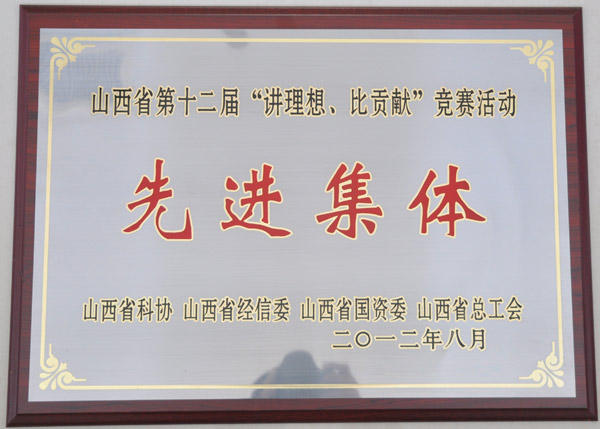 山西省第十二届“讲理想、比贡献”竞赛活动
先进集体
山西省科协 山西省经信委 山西省国资委 山西省总工会
二〇一二年八月